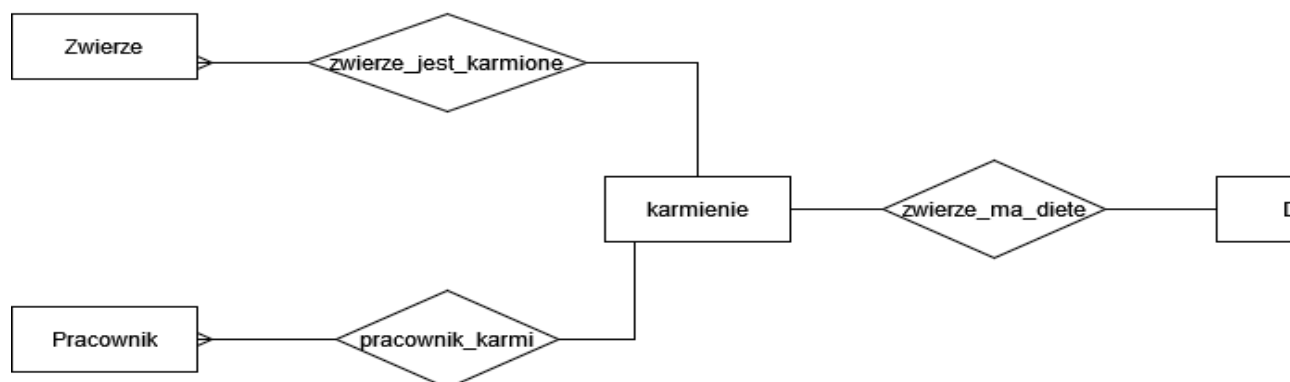 Zwierze
zwierze_jest_karmione
karmienie
zwierze_ma_diete
Pracownik
pracownik_karmi